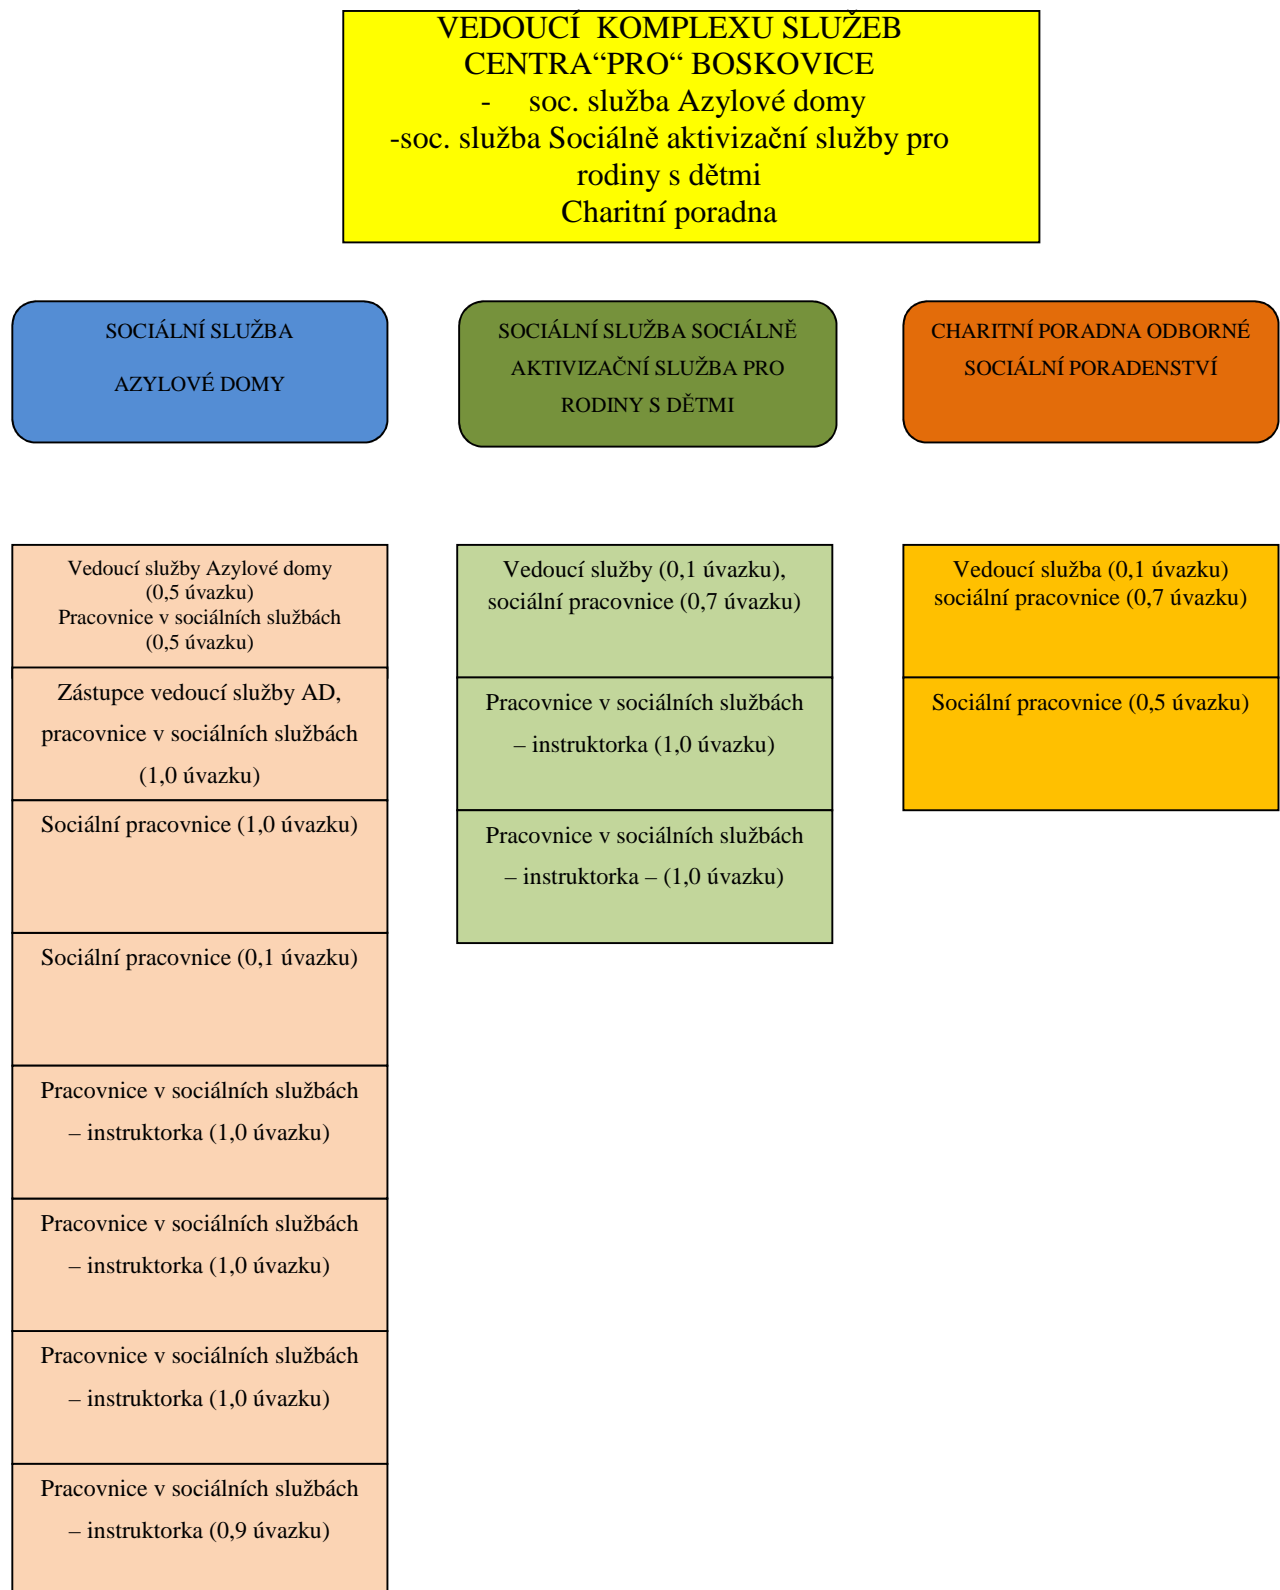 VEDOUCÍ  KOMPLEXU SLUŽEB
CENTRA“PRO“ BOSKOVICE
-    soc. služba Azylové domy
-soc. služba Sociálně aktivizační služby pro
rodiny s dětmi
Charitní poradna
SOCIÁLNÍ SLUŽBA
AZYLOVÉ DOMY
SOCIÁLNÍ SLUŽBA SOCIÁLNĚ
AKTIVIZAČNÍ SLUŽBA PRO
RODINY S DĚTMI
CHARITNÍ PORADNA ODBORNÉ
SOCIÁLNÍ PORADENSTVÍ
Vedoucí služby Azylové domy
(0,5 úvazku)
Pracovnice v sociálních službách
(0,5 úvazku)
Zástupce vedoucí služby AD,
pracovnice v sociálních službách
(1,0 úvazku)
Sociální pracovnice (1,0 úvazku)
Sociální pracovnice (0,1 úvazku)
Pracovnice v sociálních službách
– instruktorka (1,0 úvazku)
Pracovnice v sociálních službách
– instruktorka (1,0 úvazku)
Pracovnice v sociálních službách
– instruktorka (1,0 úvazku)
Pracovnice v sociálních službách
– instruktorka (0,9 úvazku)
Vedoucí služby (0,1 úvazku),
sociální pracovnice (0,7 úvazku)
Pracovnice v sociálních službách
– instruktorka (1,0 úvazku)
Pracovnice v sociálních službách
– instruktorka – (1,0 úvazku)
Vedoucí služba (0,1 úvazku)
sociální pracovnice (0,7 úvazku)
Sociální pracovnice (0,5 úvazku)